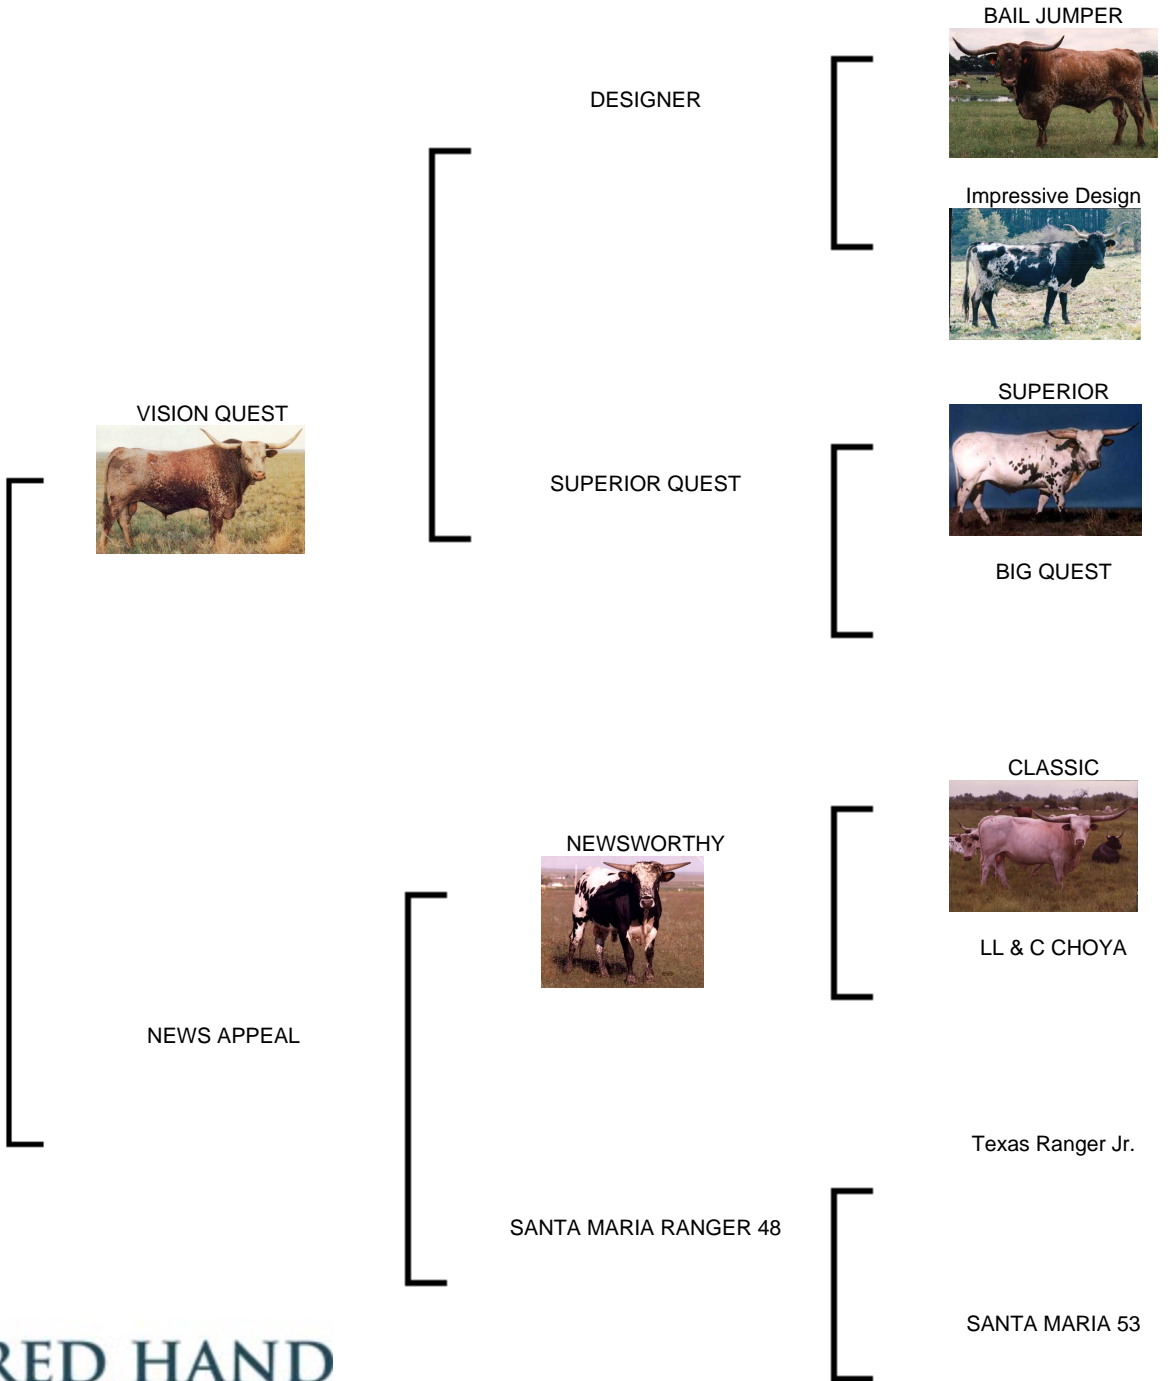 BAIL JUMPER
DESIGNER
Impressive Design
VISION QUEST
SUPERIOR
SUPERIOR QUEST
BIG QUEST
CLASSIC
NEWSWORTHY
LL & C CHOYA
NEWS APPEAL
Texas Ranger Jr.
SANTA MARIA RANGER 48
SANTA MARIA 53
RED HAND